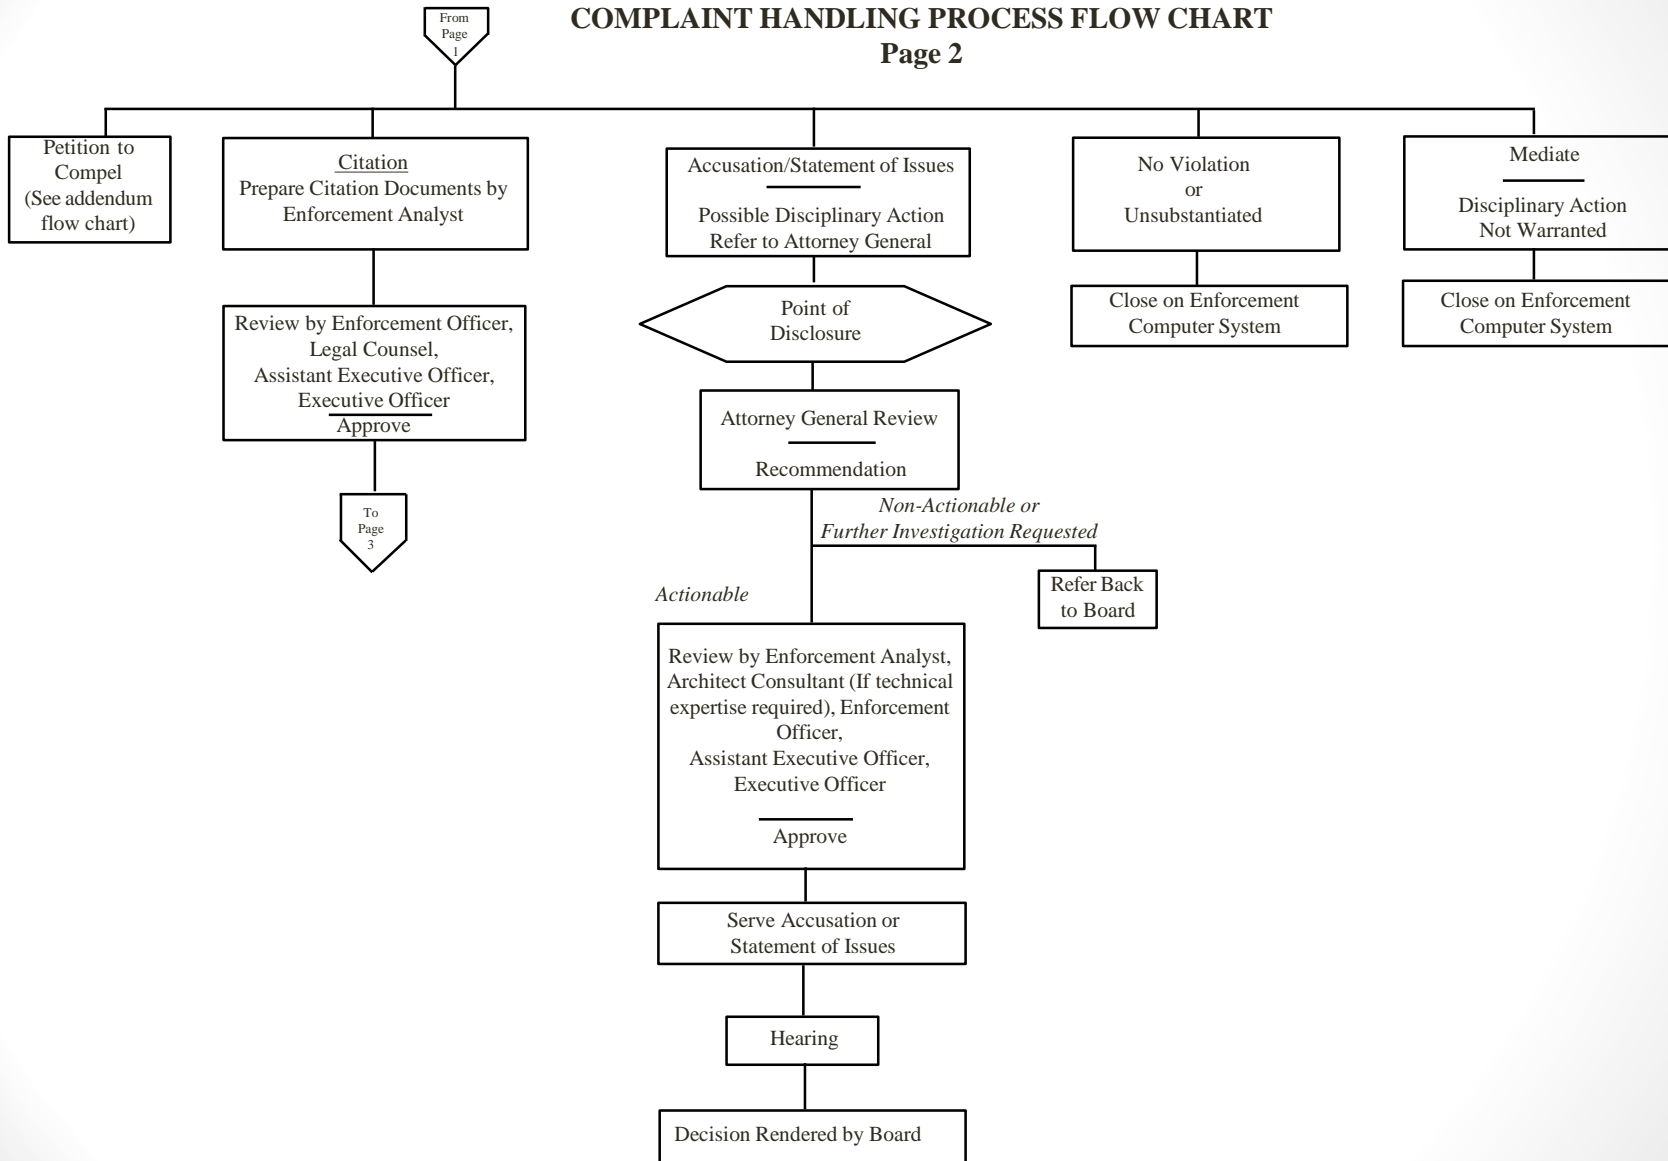 From
Page
1
COMPLAINT HANDLING PROCESS FLOW CHART
Page 2
Petition to
Compel
(See addendum
flow chart)
Citation
Prepare Citation Documents by
Enforcement Analyst
Accusation/Statement of Issues
Possible Disciplinary Action
Refer to Attorney General
No Violation
or
Unsubstantiated
Mediate
Disciplinary Action
Not Warranted
Review by Enforcement Officer,
Legal Counsel,
Assistant Executive Officer,
Executive Officer
Approve
Point of
Disclosure
Close on Enforcement
Computer System
Close on Enforcement
Computer System
Attorney General Review
Recommendation
To
Page
3
Non-Actionable or
Further Investigation Requested
Refer Back
to Board
Actionable
Review by Enforcement Analyst,
Architect Consultant (If technical
expertise required), Enforcement
Officer,
Assistant Executive Officer,
Executive Officer
Approve
Serve Accusation or
Statement of Issues
Hearing
Decision Rendered by Board